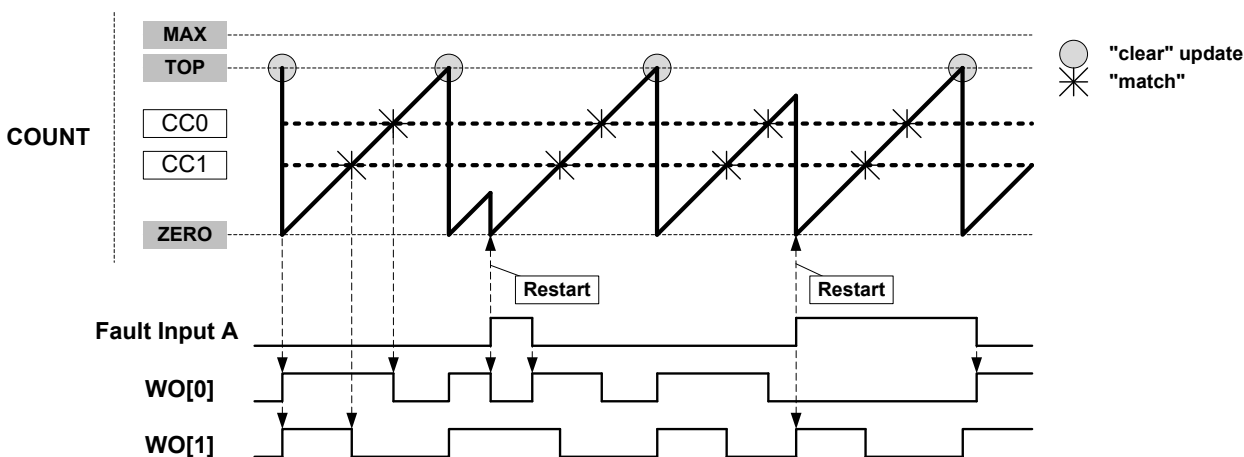 MAX
TOP
"clear" update
"match"
COUNT
CC0
CC1
ZERO
Restart
Restart
Fault Input A
WO[0]
WO[1]